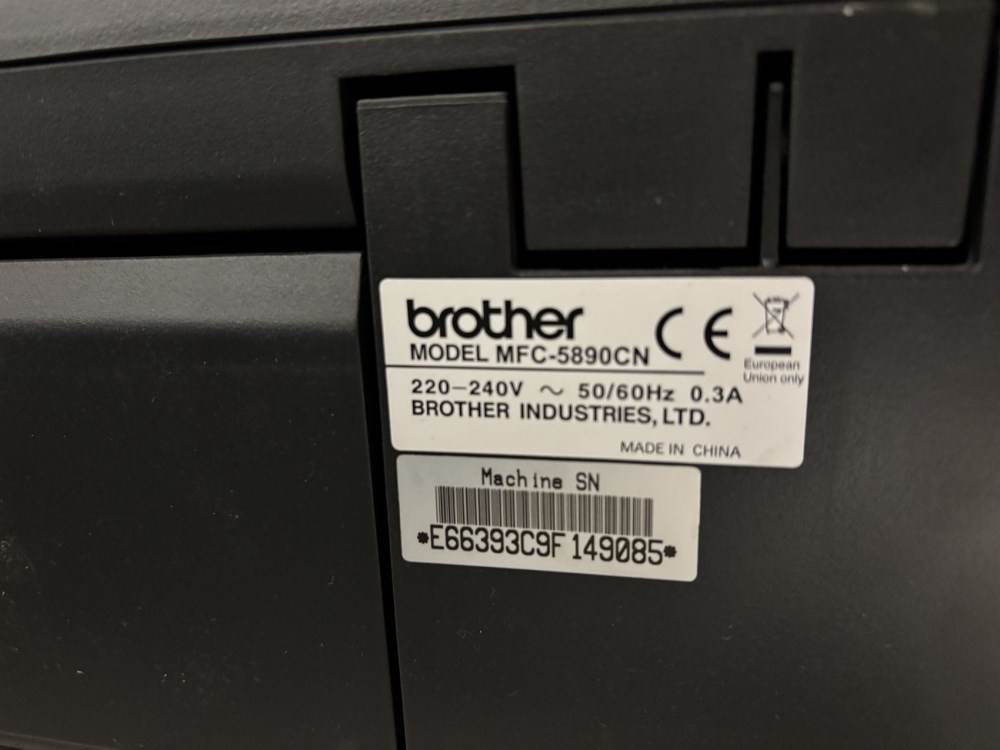 brother
MODEL MFC-5890CN
European
Union only
220–240V ～ 50/60Hz 0.3A
BROTHER INDUSTRIES, LTD.
MADE IN CHINA
Machine SN
*E66393C9F149085*